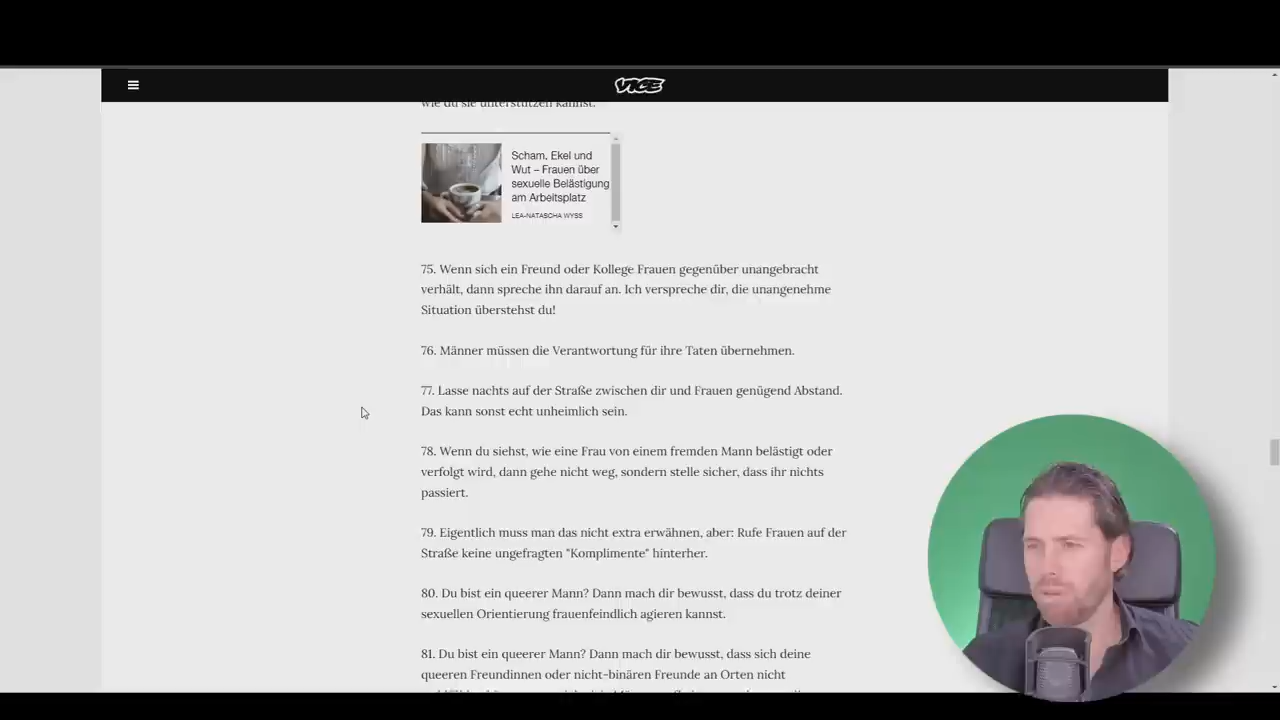 VICE
wie du sie unterstützen kannst.
Scham, Ekel und
Wut – Frauen über
sexuelle Belästigung
am Arbeitsplatz
LEA-NATASCHA WYSS
75. Wenn sich ein Freund oder Kollege Frauen gegenüber unangebracht
verhält, dann spreche ihn darauf an. Ich verspreche dir, die unangenehme
Situation überstehst du!
76. Männer müssen die Verantwortung für ihre Taten übernehmen.
77. Lasse nachts auf der Straße zwischen dir und Frauen genügend Abstand.
Das kann sonst echt unheimlich sein.
78. Wenn du siehst, wie eine Frau von einem fremden Mann belästigt oder
verfolgt wird, dann gehe nicht weg, sondern stelle sicher, dass ihr nichts
passiert.
79. Eigentlich muss man das nicht extra erwähnen, aber: Rufe Frauen auf der
Straße keine ungefragten "Komplimente" hinterher.
80. Du bist ein queerer Mann? Dann mach dir bewusst, dass du trotz deiner
sexuellen Orientierung frauenfeindlich agieren kannst.
81. Du bist ein queerer Mann? Dann mach dir bewusst, dass sich deine
queeren Freundinnen oder nicht-binären Freunde an Orten nicht